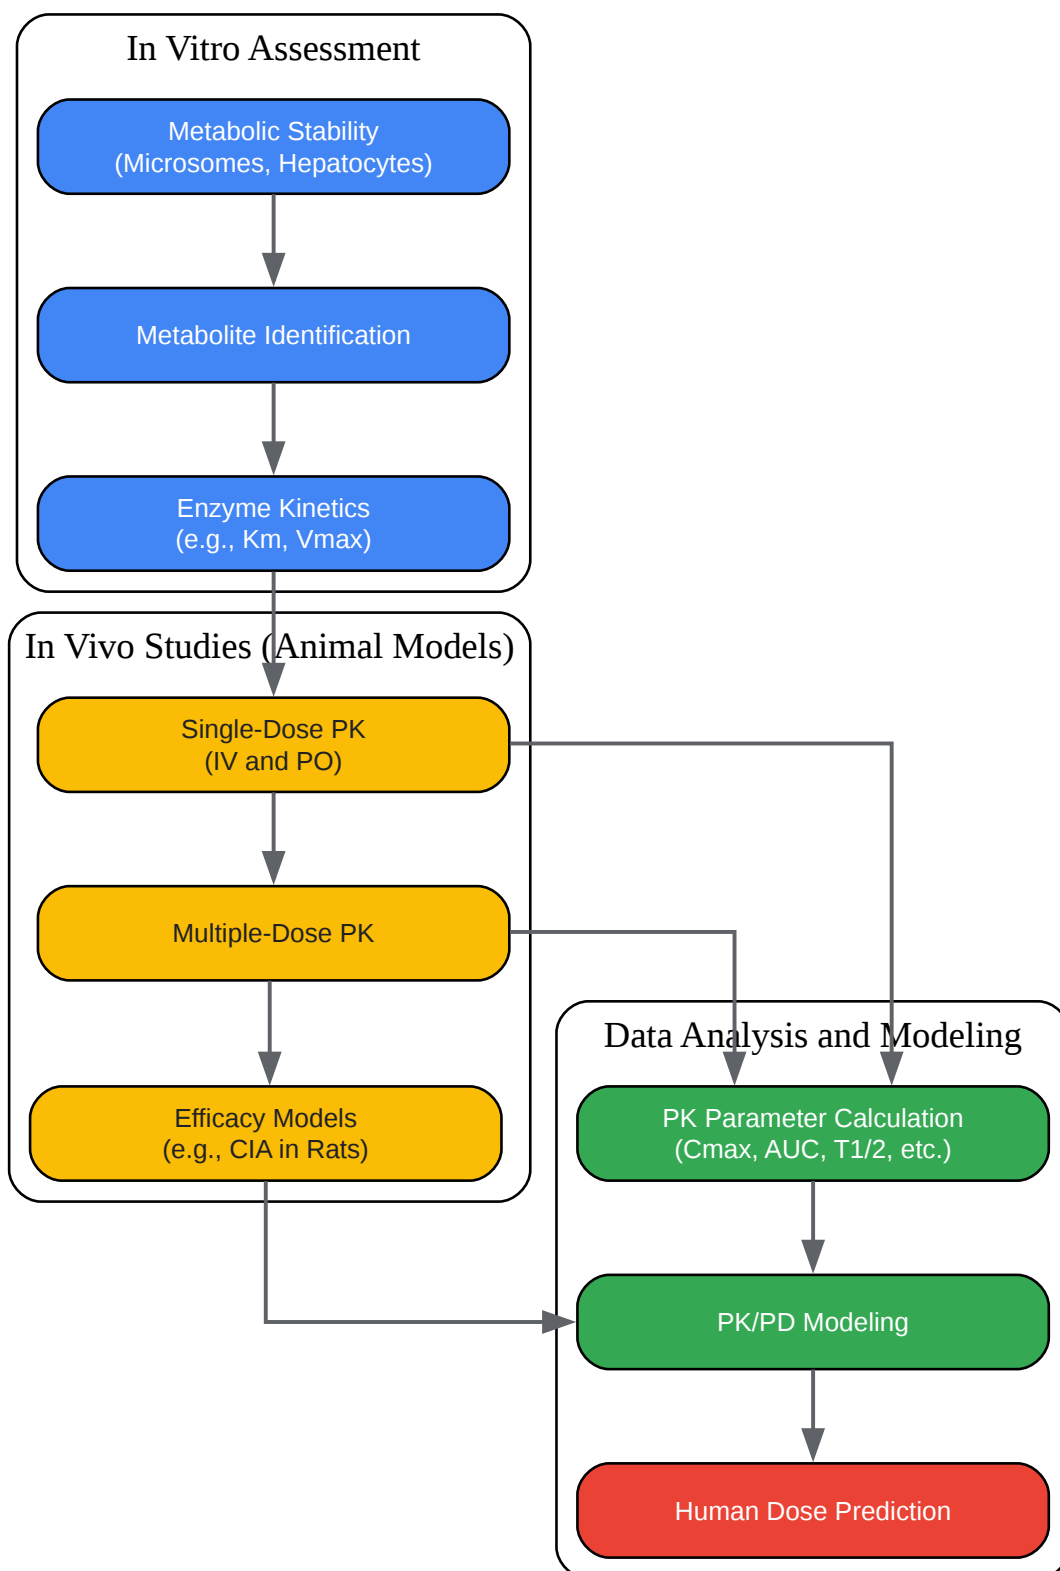 In Vitro Assessment
Metabolic Stability
(Microsomes, Hepatocytes)
Metabolite Identification
Enzyme Kinetics
(e.g., Km, Vmax)
In Vivo Studies (Animal Models)
Single-Dose PK
(IV and PO)
Multiple-Dose PK
Efficacy Models
(e.g., CIA in Rats)
Data Analysis and Modeling
PK Parameter Calculation
(Cmax, AUC, T1/2, etc.)
PK/PD Modeling
Human Dose Prediction